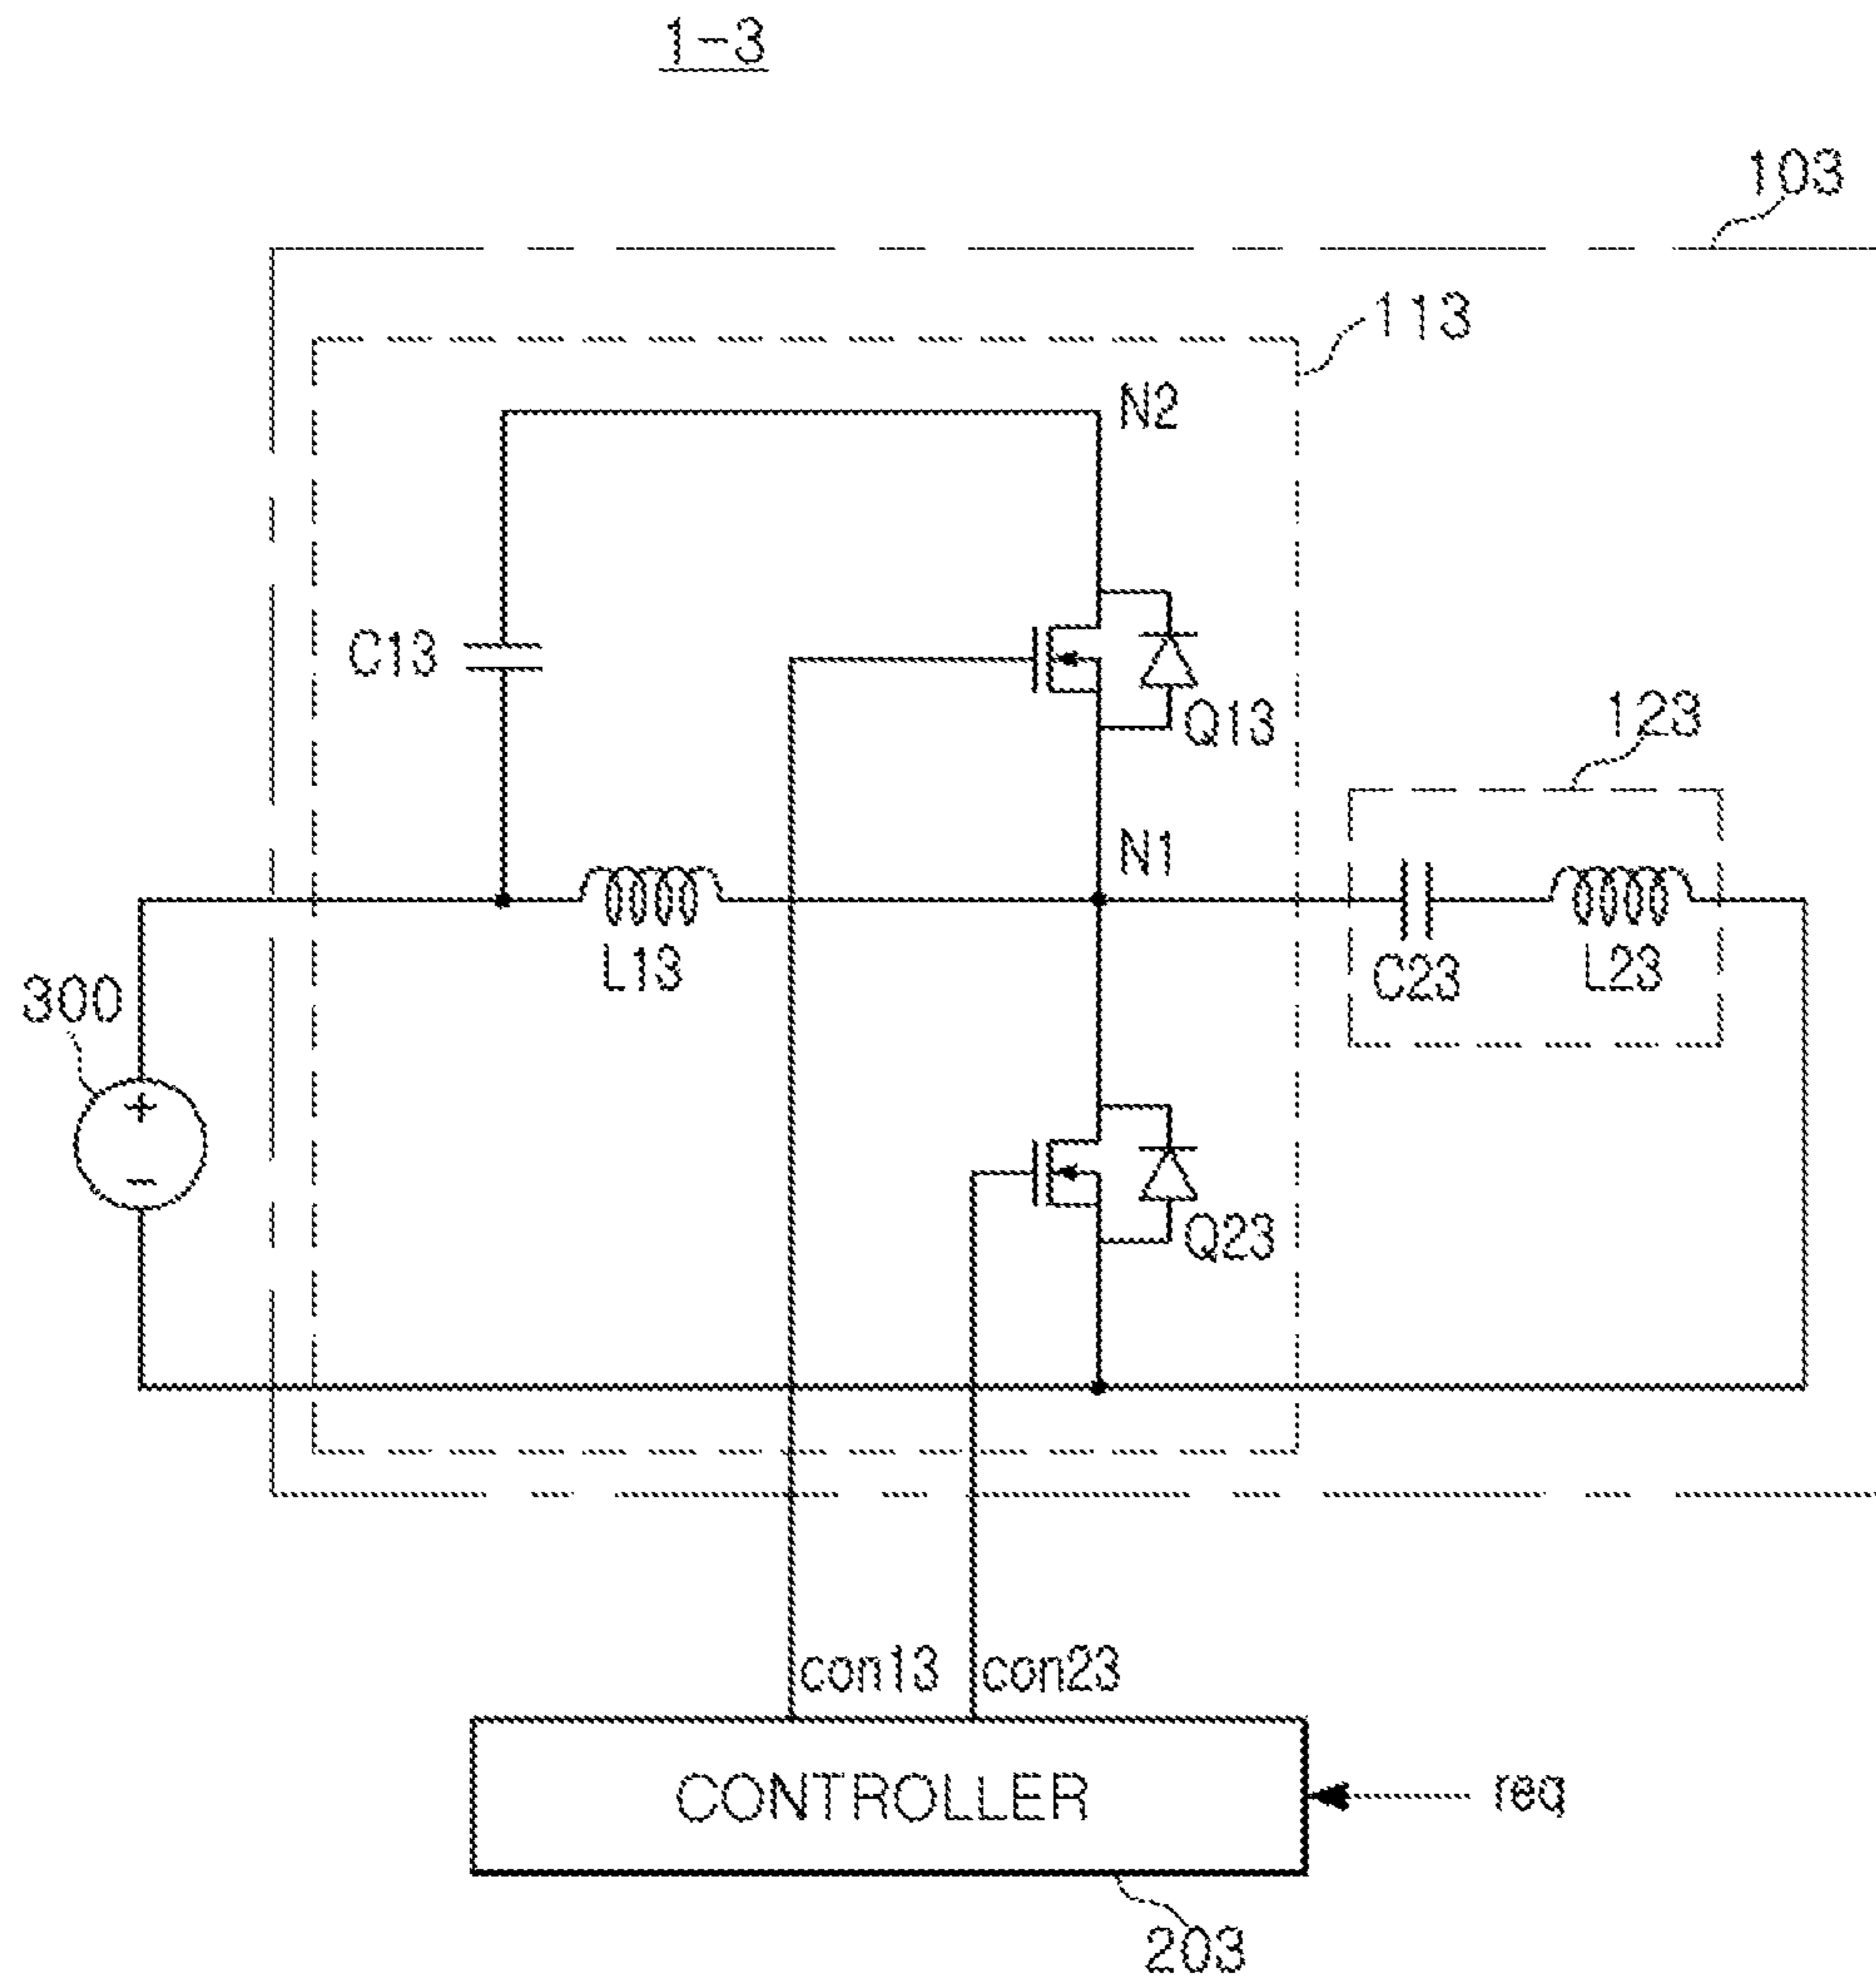 1-3
103
113
N2
C13
Q13
123
N1
L13
C23
L23
300
+
−
Q23
con13
con23
CONTROLLER
req
203